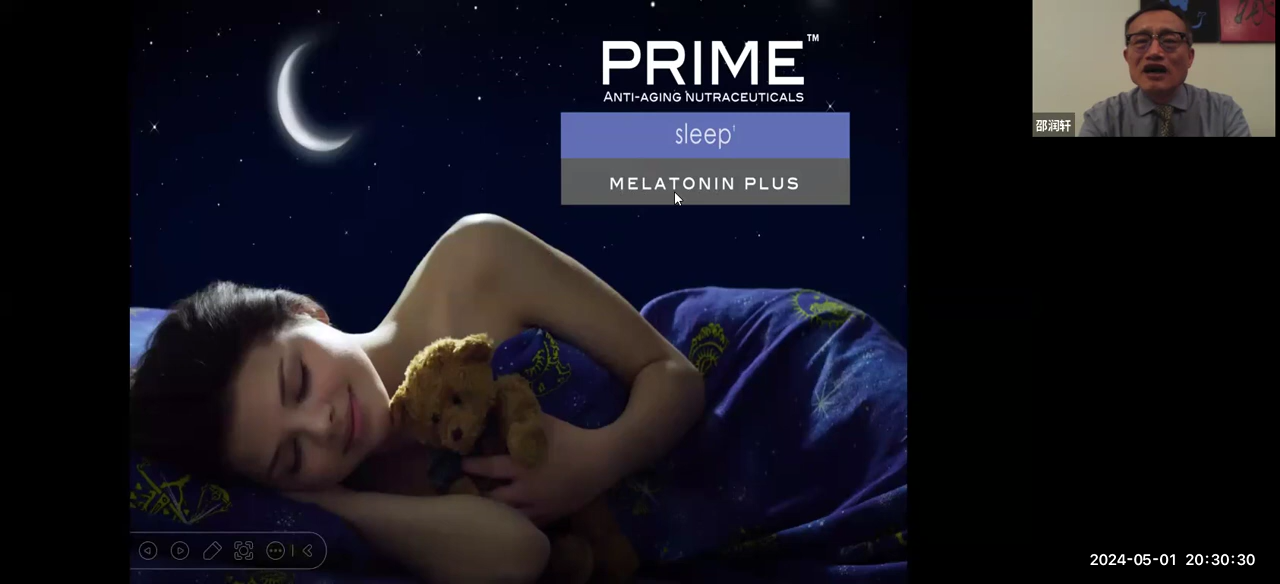 PRIME™
ANTI-AGING NUTRACEUTICALS
sleep'
MELATONIN PLUS
邵润轩
2024-05-01 20:30:30